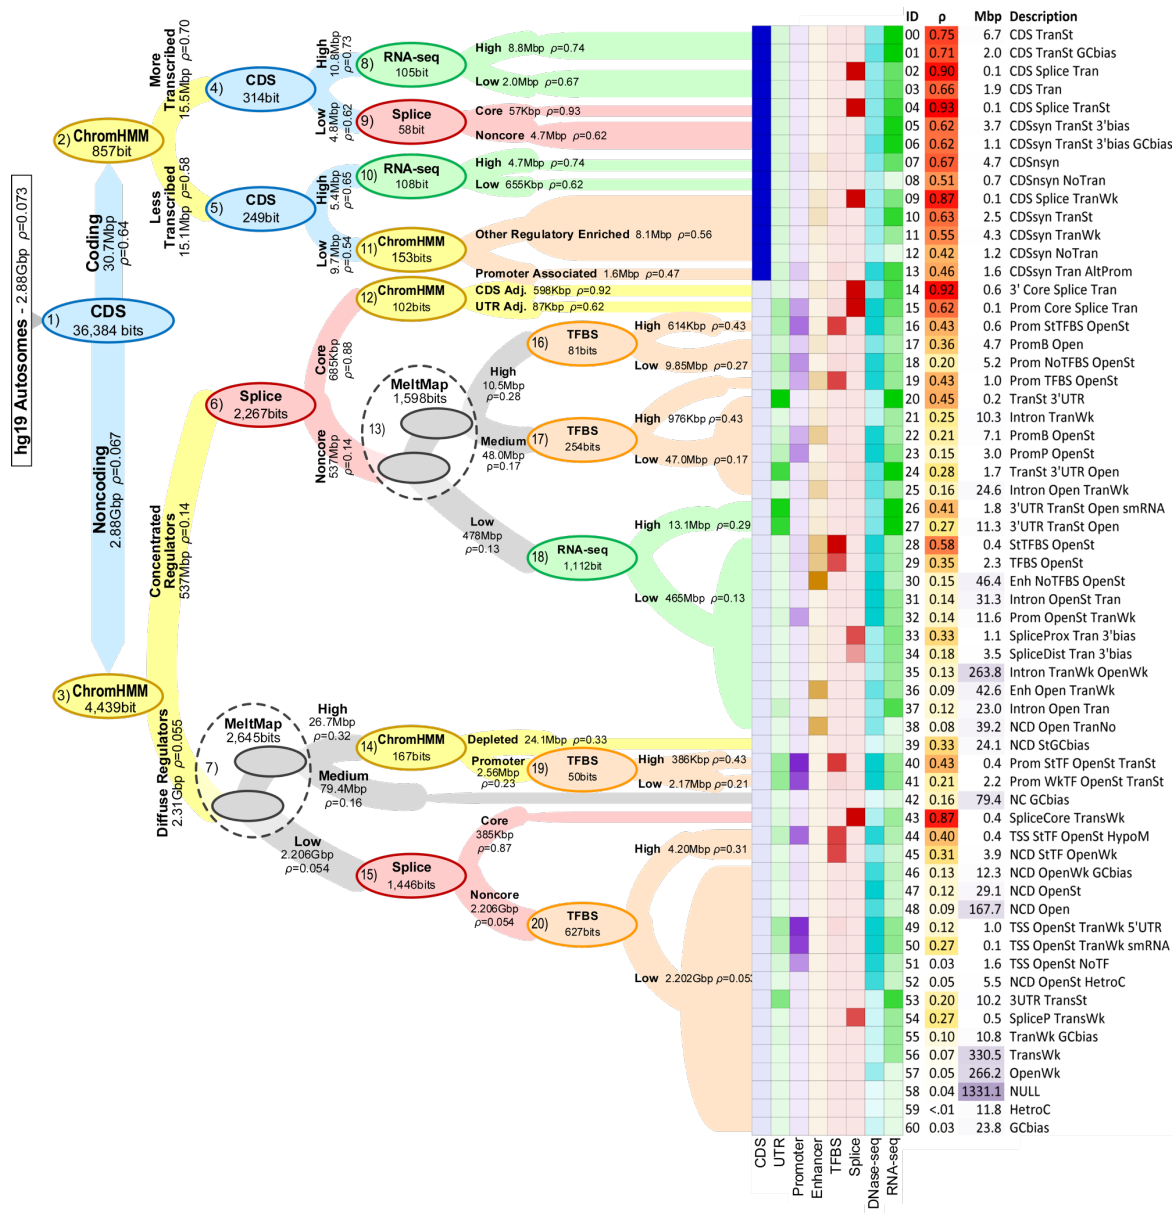 hg19 Autosomes - 2.88Gbp ρ=0.073
1) CDS
36,384 bits
Coding
30.7Mbp
ρ=0.64
Noncoding
2.88Gbp ρ=0.067
2) ChromHMM
857bit
More
Transcribed
15.5Mbp ρ=0.70
Less
Transcribed
15.1Mbp ρ=0.58
3) ChromHMM
4,439bit
Concentrated
Regulators
537Mbp ρ=0.14
Diffuse Regulators
2.31Gbp ρ=0.055
4) CDS
314bit
High
10.8Mbp
ρ=0.73
Low
4.8Mbp
ρ=0.62
5) CDS
249bit
High
5.4Mbp
ρ=0.65
Low
9.7Mbp
ρ=0.54
6) Splice
2,267bits
Core
685Kbp
ρ=0.88
Noncore
537Mbp
ρ=0.14
7) MeltMap
2,645bits
High
26.7Mbp
ρ=0.32
Medium
79.4Mbp
ρ=0.16
Low
2.206Gbp
ρ=0.054
8) RNA-seq
105bit
High 8.8Mbp ρ=0.74
Low 2.0Mbp ρ=0.67
9) Splice
58bit
Core 57Kbp ρ=0.93
Noncore 4.7Mbp ρ=0.62
10) RNA-seq
108bit
High 4.7Mbp ρ=0.74
Low 655Kbp ρ=0.62
11) ChromHMM
153bits
Other Regulatory Enriched 8.1Mbp ρ=0.56
Promoter Associated 1.6Mbp ρ=0.47
12) ChromHMM
102bits
CDS Adj. 598Kbp ρ=0.92
UTR Adj. 87Kbp ρ=0.62
13) MeltMap
1,598bits
High
10.5Mbp
ρ=0.28
Medium
48.0Mbp
ρ=0.17
Low
478Mbp
ρ=0.13
14) ChromHMM
167bits
Depleted 24.1Mbp ρ=0.33
Promoter
2.56Mbp
ρ=0.23
15) Splice
1,446bits
Core
385Kbp
ρ=0.87
Noncore
2.206Gbp
ρ=0.054
16) TFBS
81bits
High 614Kbp ρ=0.43
Low 9.85Mbp ρ=0.27
17) TFBS
254bits
High 976Kbp ρ=0.43
Low 47.0Mbp ρ=0.17
18) RNA-seq
1,112bit
High 13.1Mbp ρ=0.29
Low 465Mbp ρ=0.13
19) TFBS
50bits
High 386Kbp ρ=0.43
Low 2.17Mbp ρ=0.21
20) TFBS
627bits
High 4.20Mbp ρ=0.31
Low 2.202Gbp ρ=0.053
ID ρ Mbp Description
00 0.75 6.7 CDS TranSt
01 0.71 2.0 CDS TranSt GCbias
02 0.90 0.1 CDS Splice Tran
03 0.66 1.9 CDS Tran
04 0.93 0.1 CDS Splice TranSt
05 0.62 3.7 CDSsyn TranSt 3'bias
06 0.62 1.1 CDSsyn TranSt 3'bias GCbias
07 0.67 4.7 CDSnsyn
08 0.51 0.7 CDSnsyn NoTran
09 0.87 0.1 CDS Splice TranWk
10 0.63 2.5 CDSsyn TranSt
11 0.55 4.3 CDSsyn TranWk
12 0.42 1.2 CDSsyn NoTran
13 0.46 1.6 CDSsyn Tran AltProm
14 0.92 0.6 3' Core Splice Tran
15 0.62 0.1 Prom Core Splice Tran
16 0.43 0.6 Prom StTFBS OpenSt
17 0.36 4.7 PromB Open
18 0.20 5.2 Prom NoTFBS OpenSt
19 0.43 1.0 Prom TFBS OpenSt
20 0.45 0.2 TranSt 3'UTR
21 0.25 10.3 Intron TranWk
22 0.21 7.1 PromB OpenSt
23 0.15 3.0 PromP OpenSt
24 0.28 1.7 TranSt 3'UTR Open
25 0.16 24.6 Intron Open TranWk
26 0.41 1.8 3'UTR TranSt Open smRNA
27 0.27 11.3 3'UTR TranSt Open
28 0.58 0.4 StTFBS OpenSt
29 0.35 2.3 TFBS OpenSt
30 0.15 46.4 Enh NoTFBS OpenSt
31 0.14 31.3 Intron OpenSt Tran
32 0.14 11.6 Prom OpenSt TranWk
33 0.33 1.1 SpliceProx Tran 3'bias
34 0.18 3.5 SpliceDist Tran 3'bias
35 0.13 263.8 Intron TranWk OpenWk
36 0.09 42.6 Enh Open TranWk
37 0.12 23.0 Intron Open Tran
38 0.08 39.2 NCD Open TranNo
39 0.33 24.1 NCD StGCbias
40 0.43 0.4 Prom StTF OpenSt TransSt
41 0.21 2.2 Prom WkTF OpenSt TransSt
42 0.16 79.4 NC GCbias
43 0.87 0.4 SpliceCore TransWk
44 0.40 0.4 TSS StTF OpenSt HypoM
45 0.31 3.9 NCD StTF OpenWk
46 0.13 12.3 NCD OpenWk GCbias
47 0.12 29.1 NCD OpenSt
48 0.09 167.7 NCD Open
49 0.12 1.0 TSS OpenSt TranWk 5'UTR
50 0.27 0.1 TSS OpenSt TranWk smRNA
51 0.03 1.6 TSS OpenSt NoTF
52 0.05 5.5 NCD OpenSt HetroC
53 0.20 10.2 3UTR TransSt
54 0.27 0.5 SpliceP TransWk
55 0.10 10.8 TranWk GCbias
56 0.07 330.5 TransWk
57 0.05 266.2 OpenWk
58 0.04 1331.1 NULL
59 <.01 11.8 HetroC
60 0.03 23.8 GCbias
CDS
UTR
Promoter
Enhancer
TFBS
Splice
DNase-seq
RNA-seq